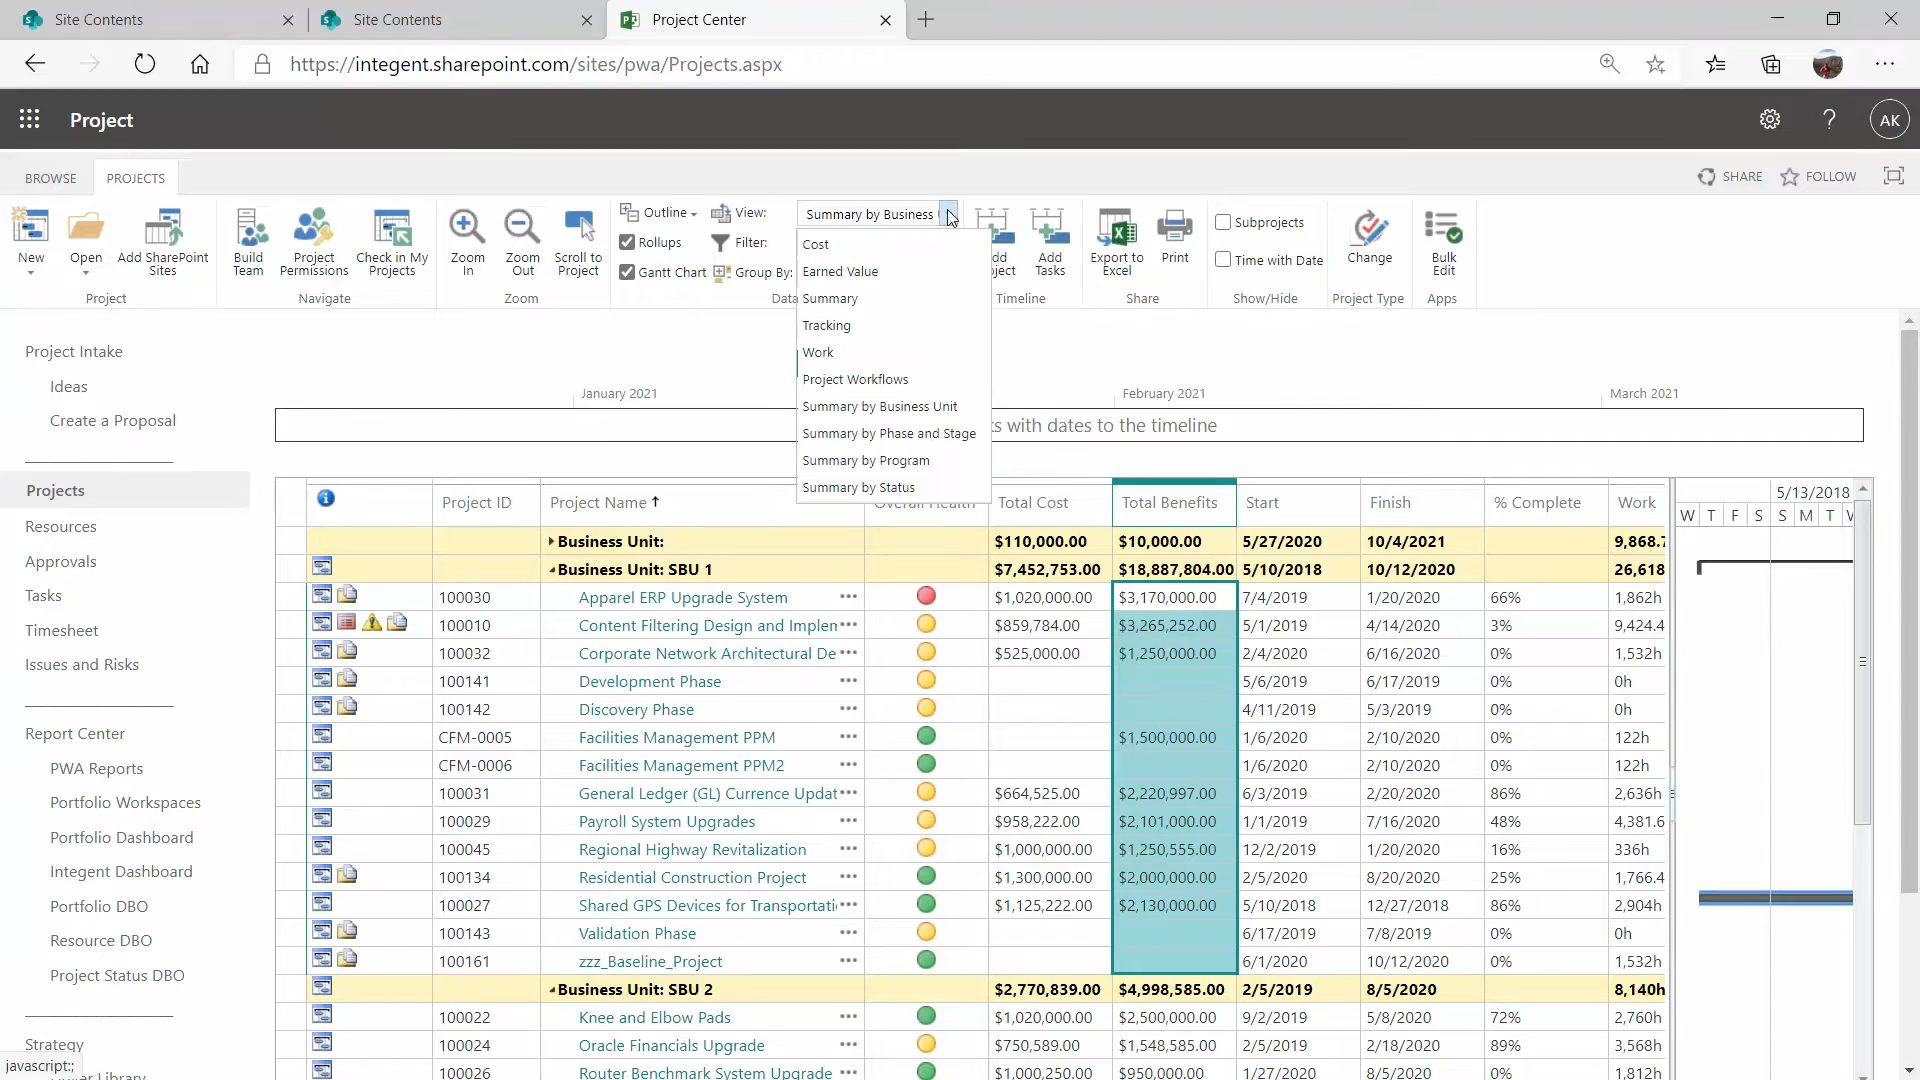 Site Contents
Site Contents
Project Center
https://integent.sharepoint.com/sites/pwa/Projects.aspx
Project
AK
BROWSE
PROJECTS
SHARE
FOLLOW
New
Open
Add SharePoint
Sites
Project
Build
Team
Project
Permissions
Check in My
Projects
Navigate
Zoom
In
Zoom
Out
Scroll to
Project
Zoom
Outline
Rollups
Gantt Chart
View:
Filter:
Group By:
Summary by Business
Cost
Earned Value
Summary
Tracking
Work
Project Workflows
Summary by Business Unit
Summary by Phase and Stage
Summary by Program
Summary by Status
Add
Tasks
Timeline
Export to
Excel
Print
Share
Subprojects
Time with Date
Show/Hide
Change
Project Type
Bulk
Edit
Apps
Project Intake
Ideas
Create a Proposal
Projects
Resources
Approvals
Tasks
Timesheet
Issues and Risks
Report Center
PWA Reports
Portfolio Workspaces
Portfolio Dashboard
Integent Dashboard
Portfolio DBO
Resource DBO
Project Status DBO
Strategy
javascript:;
January 2021 February 2021 March 2021
with dates to the timeline
Project ID Project Name Total Cost Total Benefits Start Finish % Complete Work
5/13/2018
W T F S S M T
Business Unit: $110,000.00 $10,000.00 5/27/2020 10/4/2021 9,868.7
Business Unit: SBU 1 $7,452,753.00 $18,887,804.00 5/10/2018 10/12/2020 26,618
100030 Apparel ERP Upgrade System ••• $1,020,000.00 $3,170,000.00 7/4/2019 1/20/2020 66% 1,862h
100010 Content Filtering Design and Implen ••• $859,784.00 $3,265,252.00 5/1/2019 4/14/2020 3% 9,424.4
100032 Corporate Network Architectural De ••• $525,000.00 $1,250,000.00 2/4/2020 6/16/2020 0% 1,532h
100141 Development Phase ••• 5/6/2019 6/17/2019 0% 0h
100142 Discovery Phase ••• 4/11/2019 5/3/2019 0% 0h
CFM-0005 Facilities Management PPM ••• $1,500,000.00 1/6/2020 2/10/2020 0% 122h
CFM-0006 Facilities Management PPM2 ••• 1/6/2020 2/10/2020 0% 122h
100031 General Ledger (GL) Currence Updat ••• $664,525.00 $2,220,997.00 6/3/2019 2/20/2020 86% 2,636h
100029 Payroll System Upgrades ••• $958,222.00 $2,101,000.00 1/1/2019 7/16/2020 48% 4,381.6
100045 Regional Highway Revitalization ••• $1,000,000.00 $1,250,555.00 12/2/2019 1/20/2020 16% 336h
100134 Residential Construction Project ••• $1,300,000.00 $2,000,000.00 2/5/2020 8/20/2020 25% 1,766.4
100027 Shared GPS Devices for Transportati ••• $1,125,222.00 $2,130,000.00 5/10/2018 12/27/2018 86% 2,904h
100143 Validation Phase ••• 6/17/2019 7/8/2019 0% 0h
100161 zzz_Baseline_Project ••• 6/1/2020 10/12/2020 0% 1,532h
Business Unit: SBU 2 $2,770,839.00 $4,998,585.00 2/5/2019 8/5/2020 8,140h
100022 Knee and Elbow Pads ••• $1,020,000.00 $2,500,000.00 9/2/2019 5/8/2020 72% 2,760h
100024 Oracle Financials Upgrade ••• $750,589.00 $1,548,585.00 2/5/2019 2/18/2020 89% 3,568h
100026 Router Benchmark System Upgrade ••• $1,000,250.00 $950,000.00 1/27/2020 8/5/2020 0% 1,812h